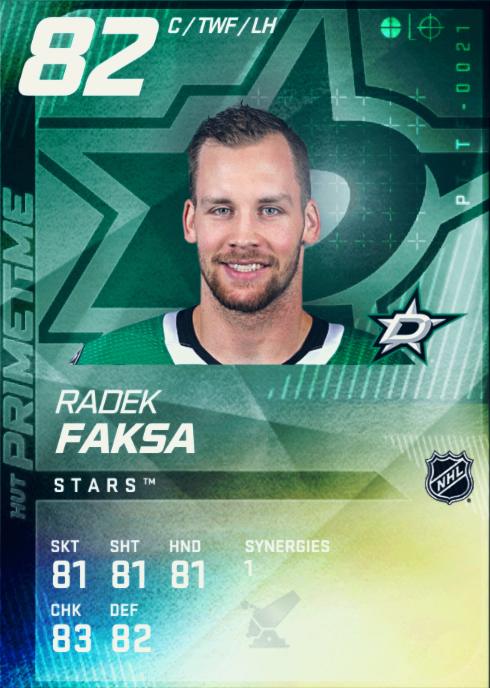 82
C / TWF / LH
PT-T-0021
HUT PRIMETIME
D
RADEK
FAKSA
STARS™
NHL
SKT SHT HND SYNERGIES
81 81 81 1
CHK DEF
83 82